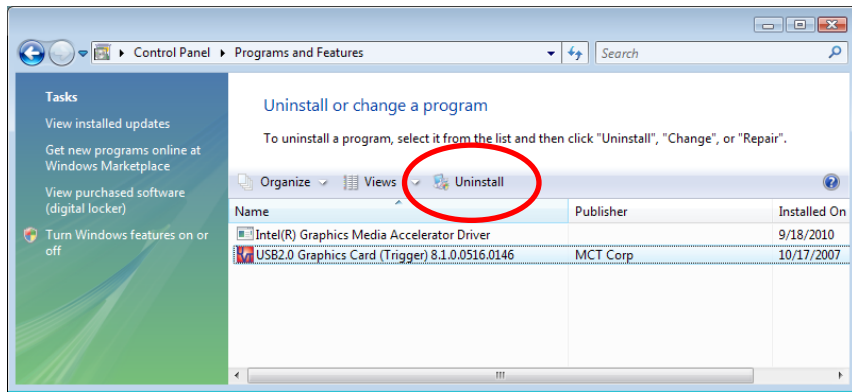 Control Panel Programs and Features Search
Tasks
View installed updates
Get new programs online at
Windows Marketplace
View purchased software
(digital locker)
Turn Windows features on or
off
Uninstall or change a program
To uninstall a program, select it from the list and then click "Uninstall", "Change", or "Repair".
Organize Views Uninstall
Name Publisher Installed On
Intel(R) Graphics Media Accelerator Driver 9/18/2010
USB2.0 Graphics Card (Trigger) 8.1.0.0516.0146 MCT Corp 10/17/2007